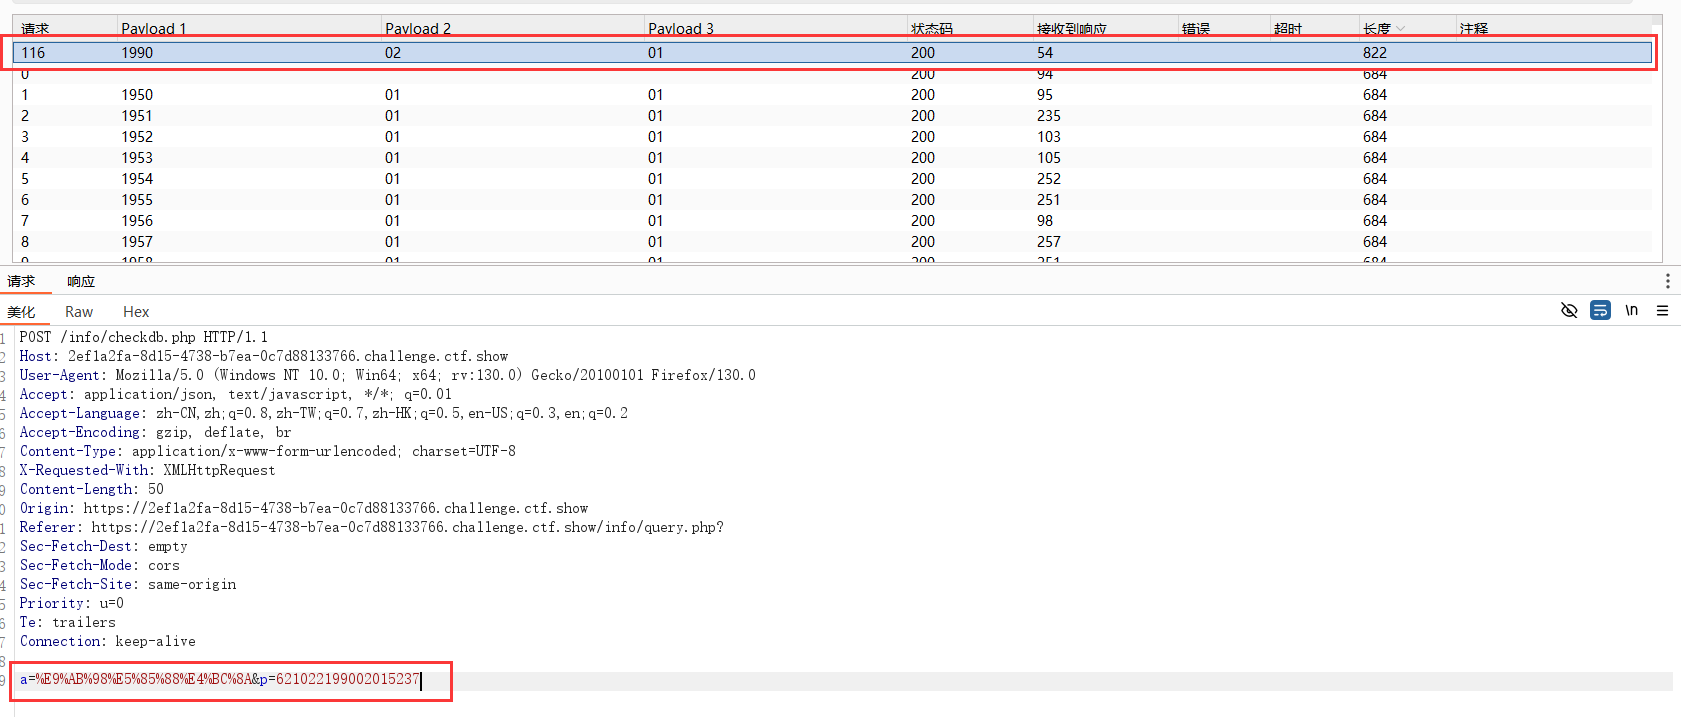 请求 Payload 1 Payload 2 Payload 3 状态码 接收到响应 错误 超时 长度 注释
116 1990 02 01 200 54 822
0 200 94 684
1 1950 01 01 200 95 684
2 1951 01 01 200 235 684
3 1952 01 01 200 103 684
4 1953 01 01 200 105 684
5 1954 01 01 200 252 684
6 1955 01 01 200 251 684
7 1956 01 01 200 98 684
8 1957 01 01 200 257 684
9 1958 01 01 200 251 684
请求 响应
美化 Raw Hex \n
1 POST /info/checkdb.php HTTP/1.1
2 Host: 2ef1a2fa-8d15-4738-b7ea-0c7d88133766.challenge.ctf.show
3 User-Agent: Mozilla/5.0 (Windows NT 10.0; Win64; x64; rv:130.0) Gecko/20100101 Firefox/130.0
4 Accept: application/json, text/javascript, */*; q=0.01
5 Accept-Language: zh-CN,zh;q=0.8,zh-TW;q=0.7,zh-HK;q=0.5,en-US;q=0.3,en;q=0.2
6 Accept-Encoding: gzip, deflate, br
7 Content-Type: application/x-www-form-urlencoded; charset=UTF-8
8 X-Requested-With: XMLHttpRequest
9 Content-Length: 50
0 Origin: https://2ef1a2fa-8d15-4738-b7ea-0c7d88133766.challenge.ctf.show
1 Referer: https://2ef1a2fa-8d15-4738-b7ea-0c7d88133766.challenge.ctf.show/info/query.php?
2 Sec-Fetch-Dest: empty
3 Sec-Fetch-Mode: cors
4 Sec-Fetch-Site: same-origin
5 Priority: u=0
6 Te: trailers
7 Connection: keep-alive
8
9 a=%E9%AB%98%E5%85%88%E4%BC%8A&p=621022199002015237